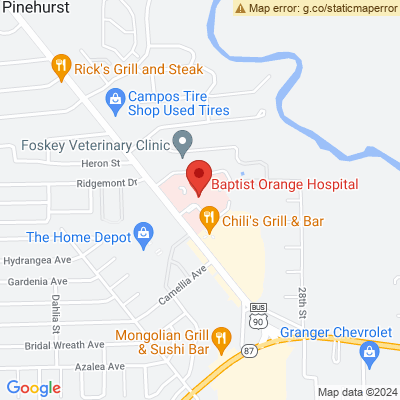 Pinehurst
Map error: g.co/staticmaperror
Rick's Grill and Steak
Campos Tire
Shop Used Tires
Foskey Veterinary Clinic
Heron St
Ridgemont Dr
Baptist Orange Hospital
Chili's Grill & Bar
The Home Depot
Hydrangea Ave
Camellia Ave
Gardenia Ave
Dahlia St
28th St
BUS
90
Mongolian Grill
& Sushi Bar
Granger Chevrolet
Bridal Wreath Ave
87
Azalea Ave
Google
Map data ©2024